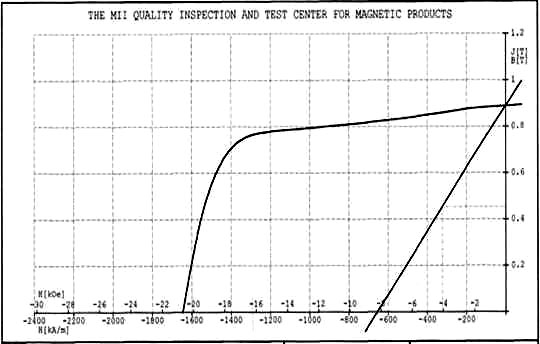 THE MII QUALITY INSPECTION AND TEST CENTER FOR MAGNETIC PRODUCTS
1.2
J[T]
B[T]
1
0.8
0.6
0.4
0.2
H[kOe]
-30 -28 -26 -24 -22 -20 -18 -16 -14 -12 -10 -8 -6 -4 -2
-2400 -2200 -2000 -1800 -1600 -1400 -1200 -1000 -800 -600 -400 -200
H[kA/m]